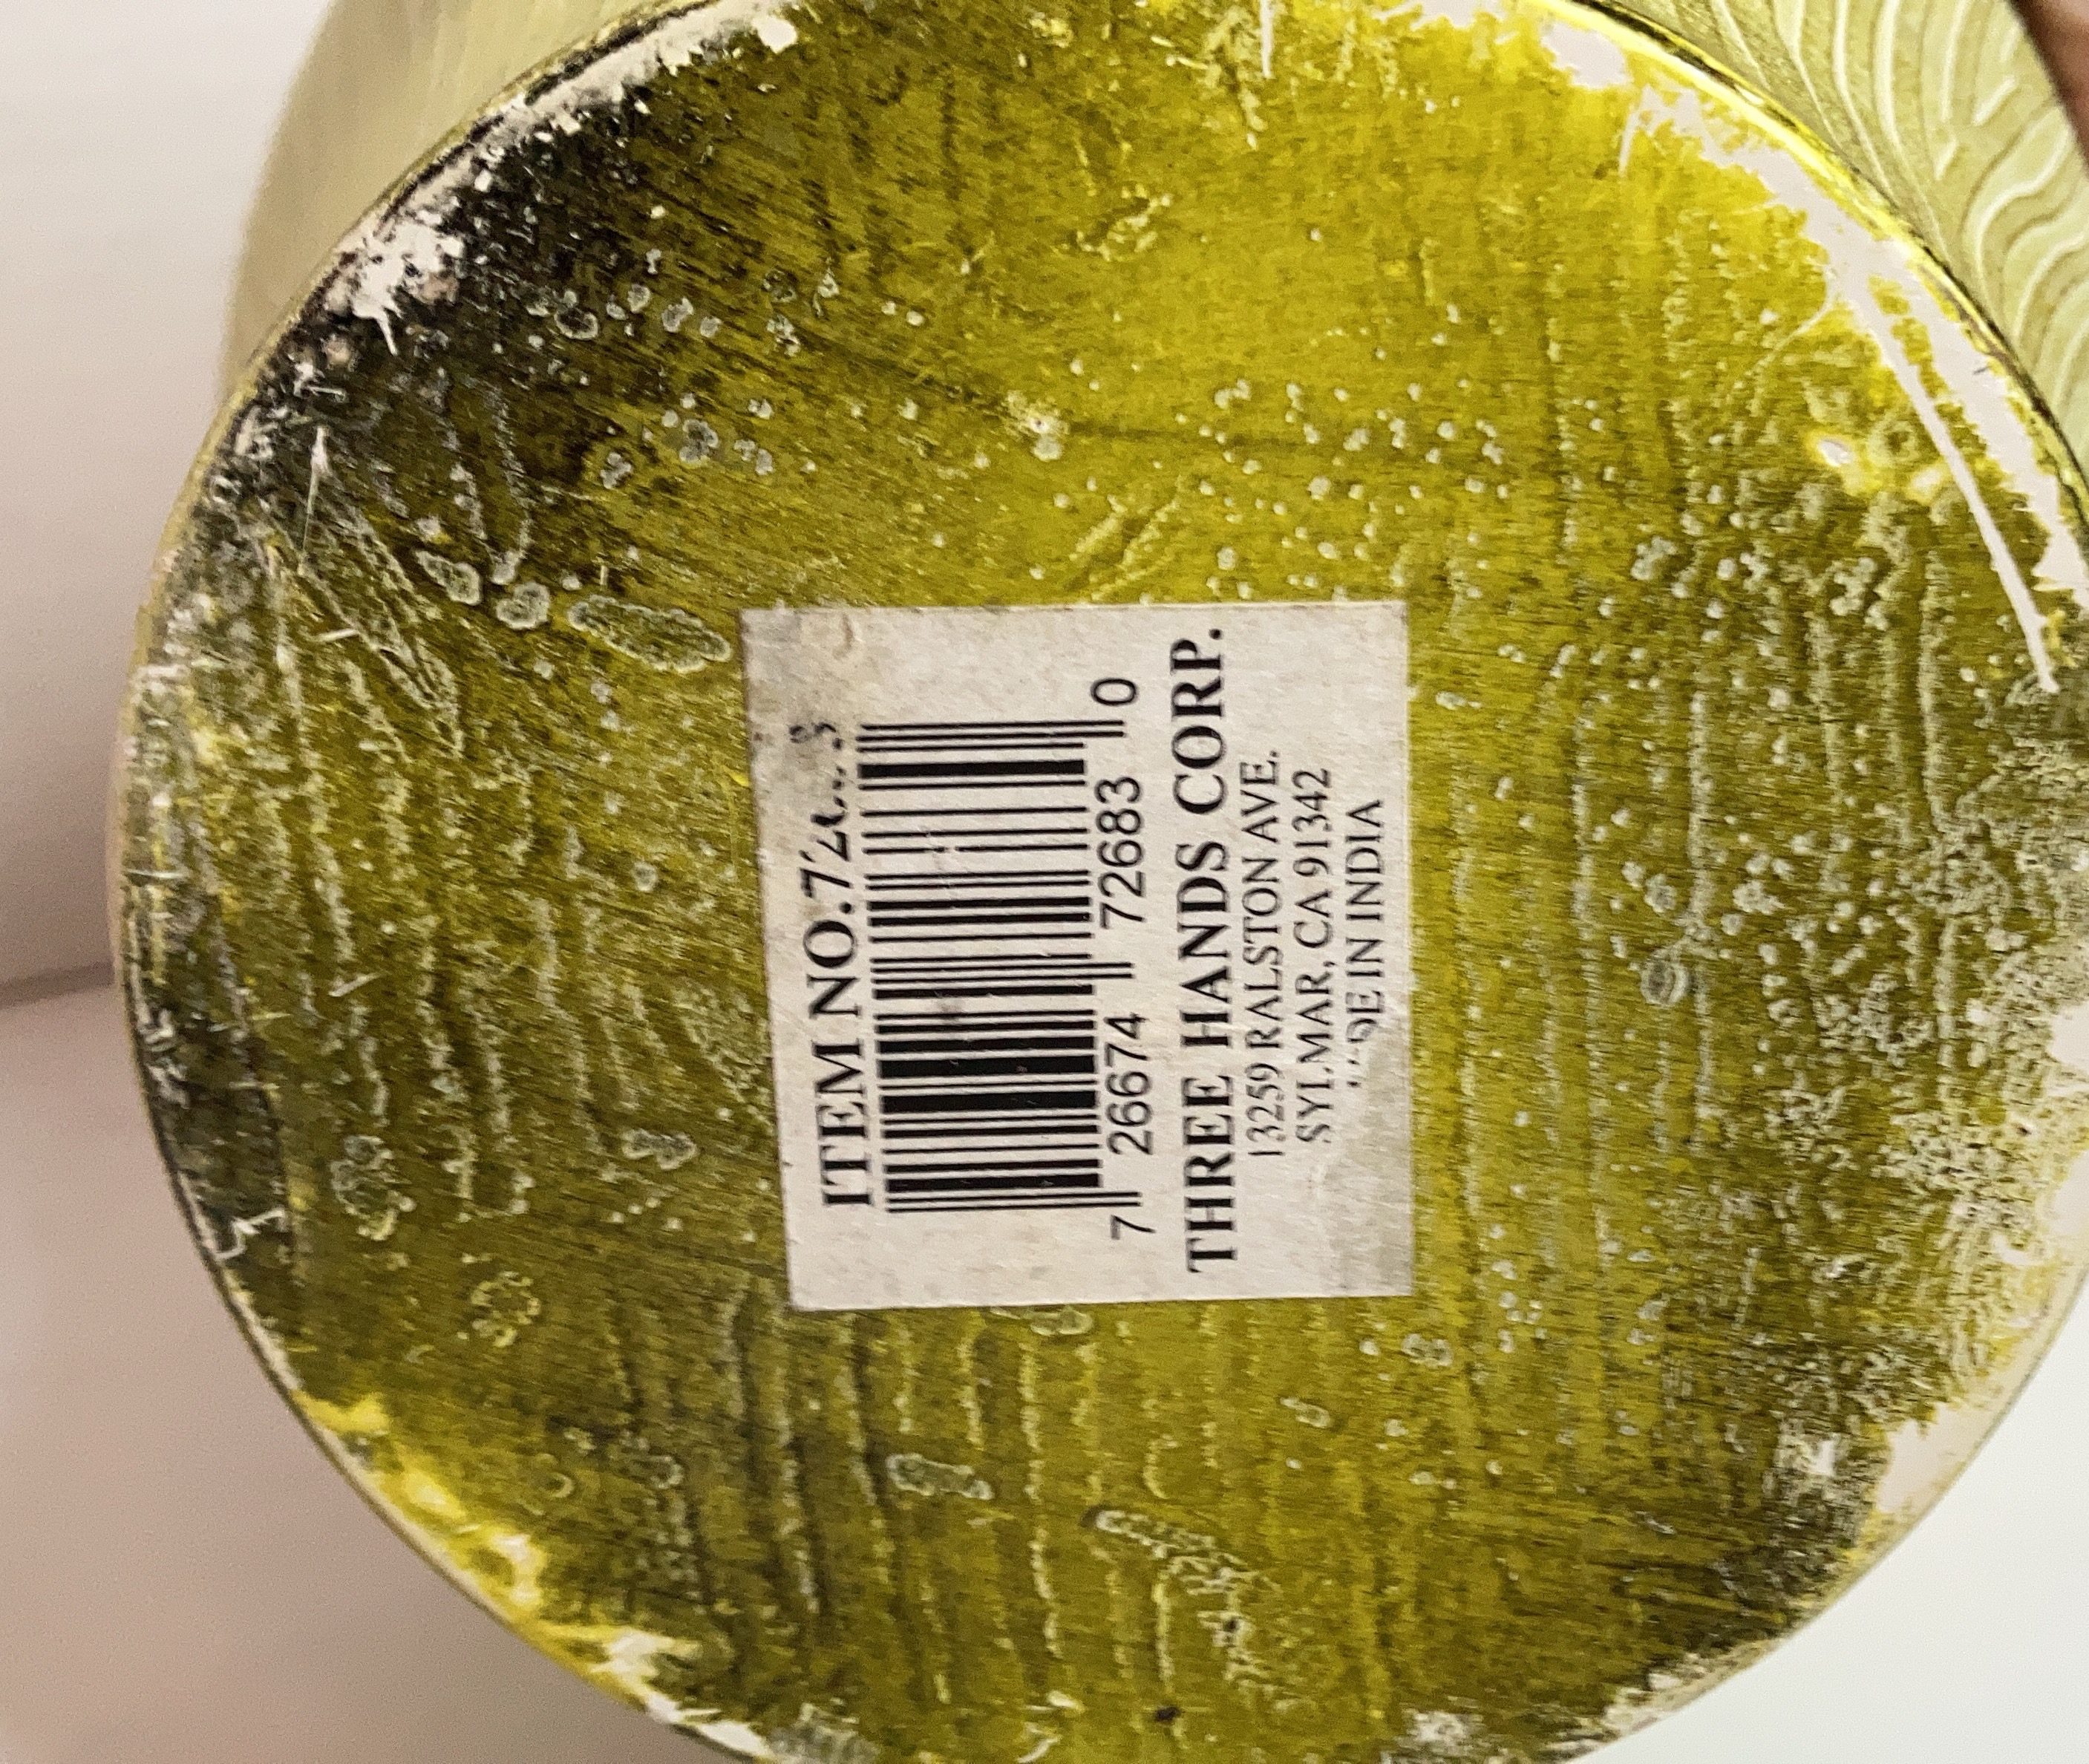 ITEM NO.
7 26674 72683 0
THREE HANDS CORP.
13259 RALSTON AVE.
SYLMAR, CA 91342
IN INDIA